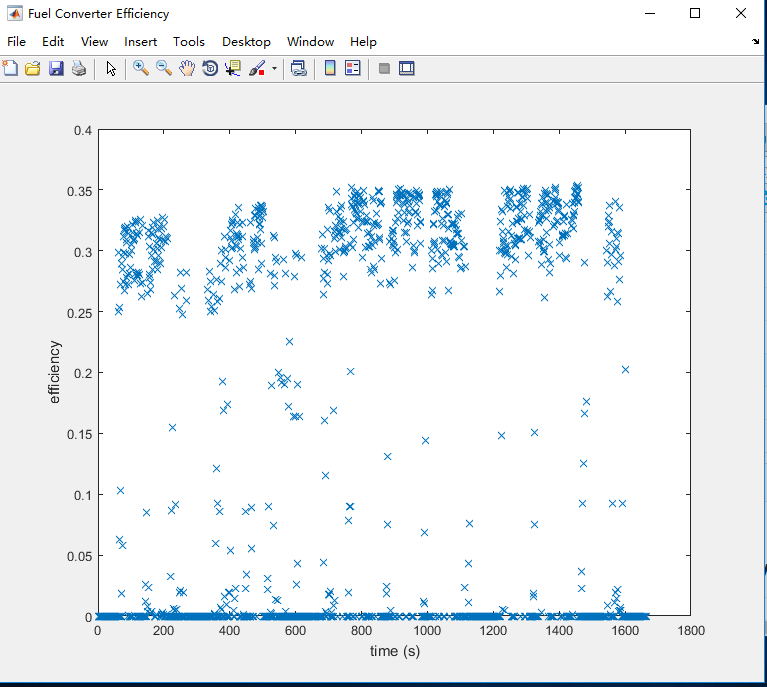 Fuel Converter Efficiency
File Edit View Insert Tools Desktop Window Help
0.4
0.35
0.3
0.25
0.2
0.15
0.1
0.05
0
efficiency
0 200 400 600 800 1000 1200 1400 1600 1800
time (s)